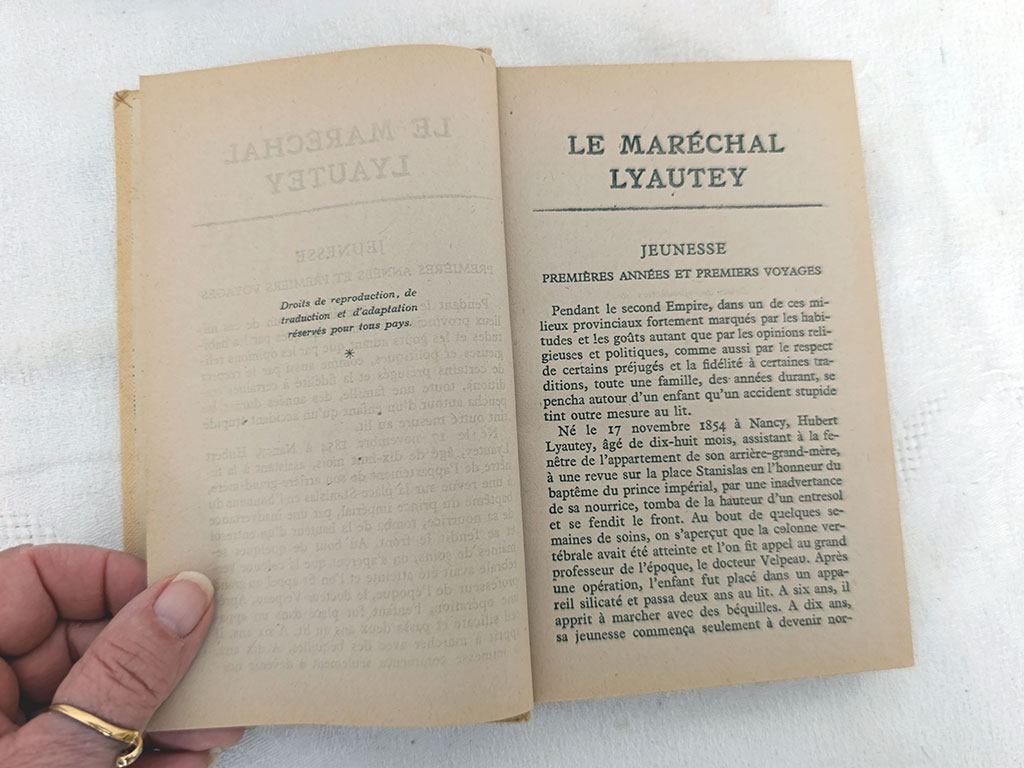 Droits de reproduction, de
traduction et d'adaptation
réservés pour tous pays.
*
LE MARÉCHAL
LYAUTEY
JEUNESSE
PREMIÈRES ANNÉES ET PREMIERS VOYAGES
Pendant le second Empire, dans un de ces mi-
lieux provinciaux fortement marqués par les habi-
tudes et les goûts autant que par les opinions reli-
gieuses et politiques, comme aussi par le respect
de certains préjugés et la fidélité à certaines tra-
ditions, toute une famille, des années durant, se
pencha autour d'un enfant qu'un accident stupide
tint outre mesure au lit.
Né le 17 novembre 1854 à Nancy, Hubert
Lyautey, âgé de dix-huit mois, assistant à la fe-
nêtre de l'appartement de son arrière-grand-mère,
à une revue sur la place Stanislas en l'honneur du
baptême du prince impérial, par une inadvertance
de sa nourrice, tomba de la hauteur d'un entresol
et se fendit le front. Au bout de quelques se-
maines de soins, on s'aperçut que la colonne ver-
tébrale avait été atteinte et l'on fit appel au grand
professeur de l'époque, le docteur Velpeau. Après
une opération, l'enfant fut placé dans un appa-
reil silicaté et passa deux ans au lit. A six ans, il
apprit à marcher avec des béquilles. A dix ans,
sa jeunesse commença seulement à devenir nor-